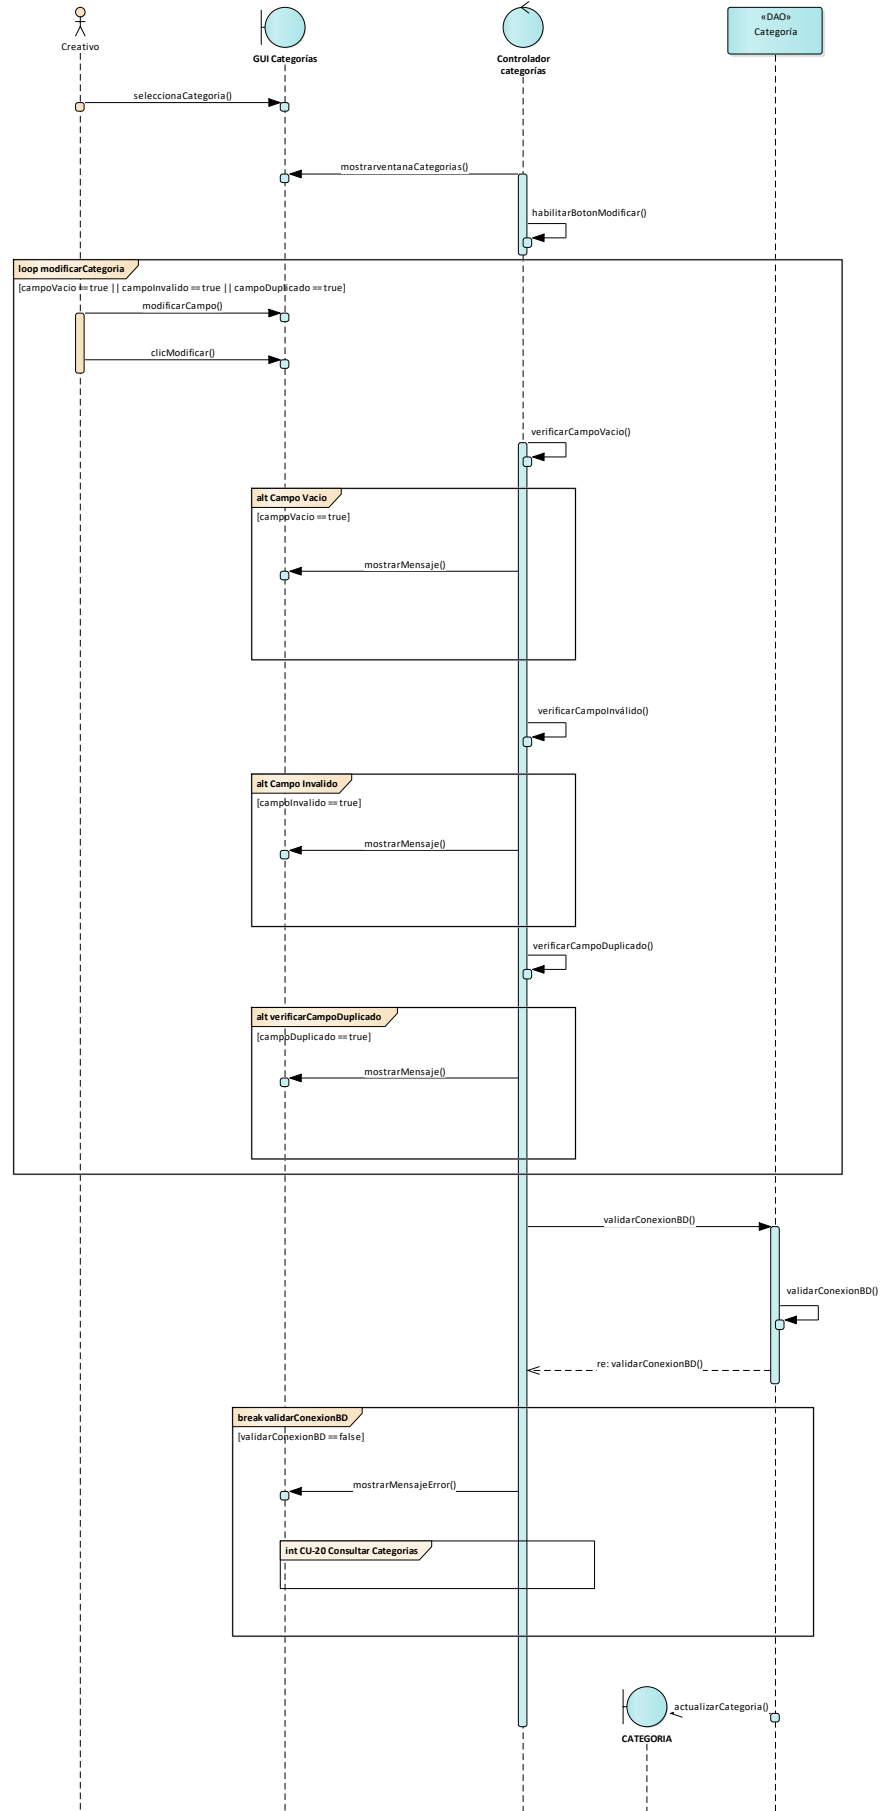 Creativo
GUI Categorías
Controlador
categorías
«DAO»
Categoría
seleccionaCategoria()
mostrarventanaCategorias()
habilitarBotonModificar()
loop modificarCategoria
[campoVacio == true || campoInvalido == true || campoDuplicado == true]
modificarCampo()
clicModificar()
verificarCampoVacio()
alt Campo Vacio
[campoVacio == true]
mostrarMensaje()
verificarCampoInválido()
alt Campo Invalido
[campoInvalido == true]
mostrarMensaje()
verificarCampoDuplicado()
alt verificarCampoDuplicado
[campoDuplicado == true]
mostrarMensaje()
validarConexionBD()
validarConexionBD()
re: validarConexionBD()
break validarConexionBD
[validarConexionBD == false]
mostrarMensajeError()
int CU-20 Consultar Categorias
actualizarCategoria()
CATEGORIA